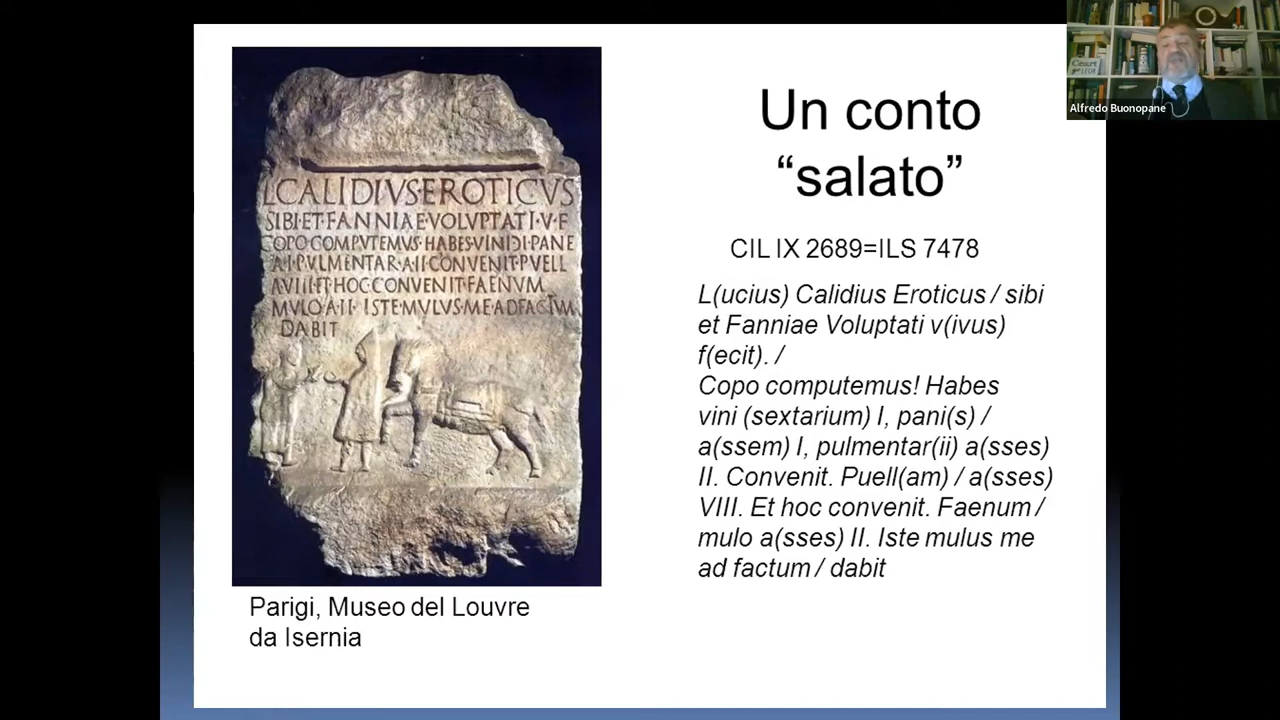 L·CALIDIVS·EROTICVS
SIBI·ET·FANNIAE·VOLVPTATI·V·F
COPO·COMPVTEMVS·HABES·VINI·I·PANE
A·I·PVLMENTAR·A·II·CONVENIT·PVELL
A·VIII·ET·HOC·CONVENIT·FAENVM
MVLO·A·II·ISTE·MVLVS·ME·AD·FACTVM
DABIT
Parigi, Museo del Louvre
da Isernia
Un conto
“salato”
CIL IX 2689=ILS 7478
L(ucius) Calidius Eroticus / sibi
et Fanniae Voluptati v(ivus)
f(ecit). /
Copo computemus! Habes
vini (sextarium) I, pani(s) /
a(ssem) I, pulmentar(ii) a(sses)
II. Convenit. Puell(am) / a(sses)
VIII. Et hoc convenit. Faenum /
mulo a(sses) II. Iste mulus me
ad factum / dabit
Alfredo Buonopane